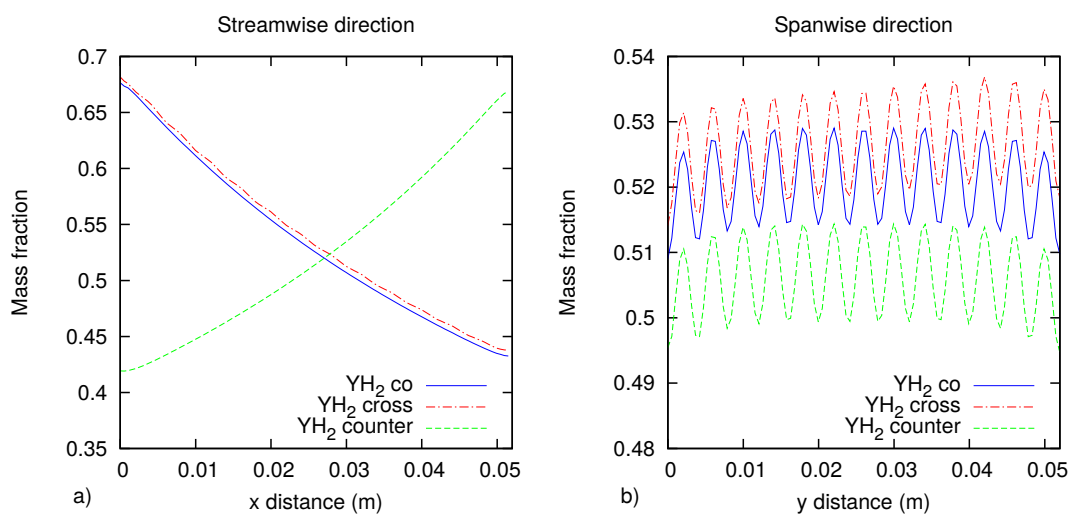 Streamwise direction
Mass fraction
0.7
0.65
0.6
0.55
0.5
0.45
0.4
0.35
YH2 co
YH2 cross
YH2 counter
0 0.01 0.02 0.03 0.04 0.05
a) x distance (m)
Spanwise direction
Mass fraction
0.54
0.53
0.52
0.51
0.5
0.49
0.48
YH2 co
YH2 cross
YH2 counter
0 0.01 0.02 0.03 0.04 0.05
b) y distance (m)